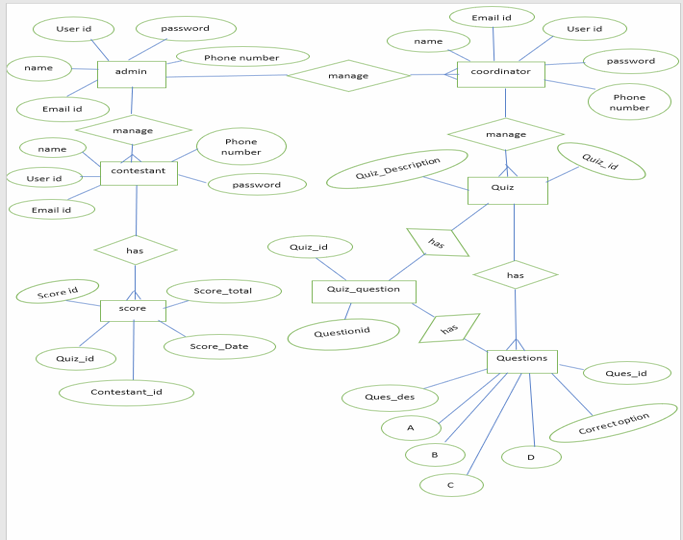 Email id
User id
password
User id
name
Phone number
password
name
admin
manage
coordinator
Email id
Phone
number
manage
manage
name
Phone
number
Quiz_Description
Quiz_id
contestant
User id
password
Quiz
Email id
has
has
Quiz_id
has
Score id
Score_total
Quiz_question
score
Questionid
has
Score_Date
Quiz_id
Questions
Ques_id
Contestant_id
Ques_des
A
Correct option
B
D
C